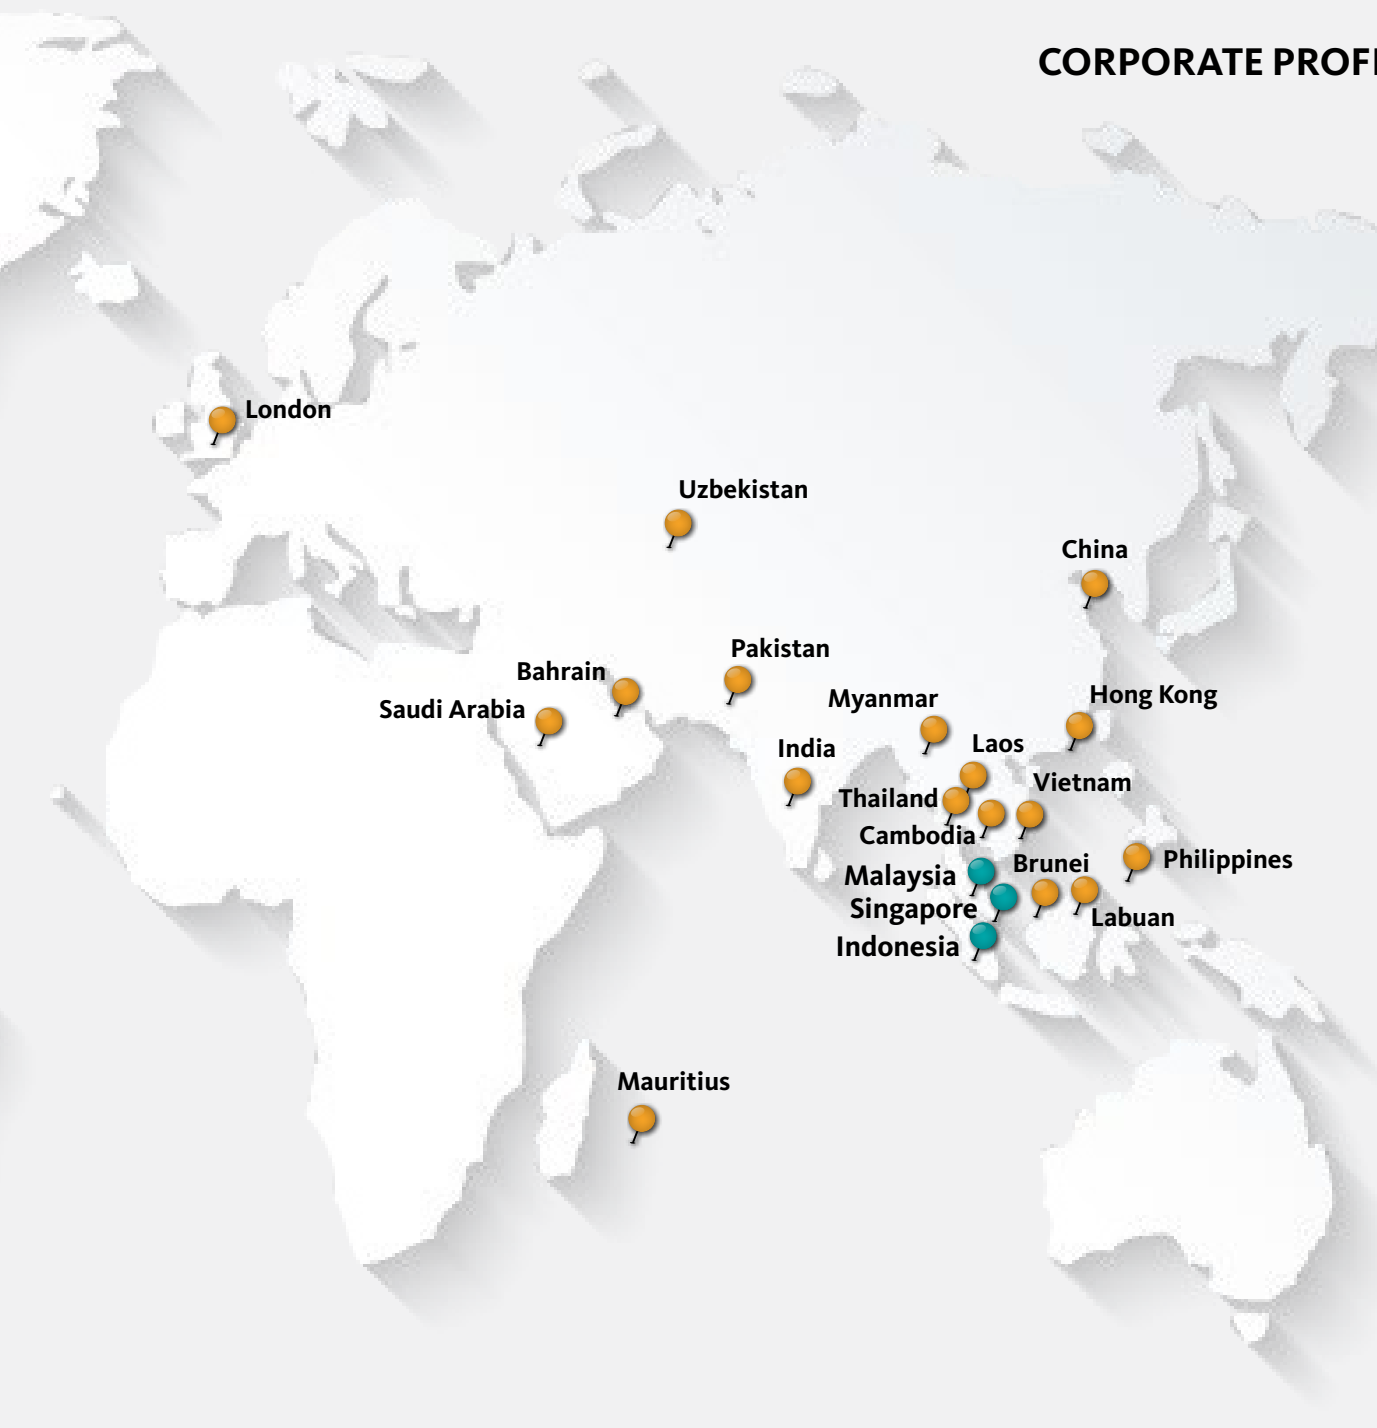 CORPORATE PROFI
London
Uzbekistan
China
Pakistan
Bahrain
Hong Kong
Myanmar
Saudi Arabia
Laos
India
Vietnam
Thailand
Cambodia
Philippines
Brunei
Malaysia
Singapore
Labuan
Indonesia
Mauritius